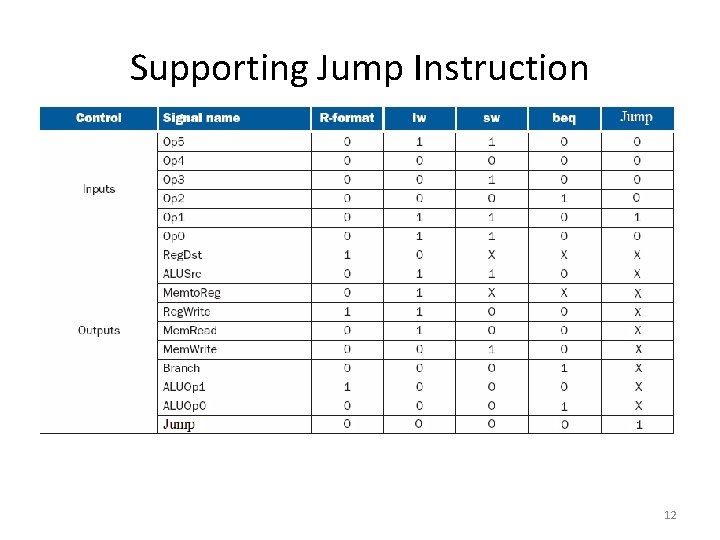 Supporting Jump Instruction
Control Signal name R-format lw sw beq Jump
Inputs
Op5 0 1 1 0 0
Op4 0 0 0 0 0
Op3 0 0 1 0 0
Op2 0 0 0 1 0
Op1 0 1 1 0 1
Op0 0 1 1 0 0
Outputs
RegDst 1 0 X X X
ALUSrc 0 1 1 0 X
MemtoReg 0 1 X X X
RegWrite 1 1 0 0 X
MemRead 0 1 0 0 X
MemWrite 0 0 1 0 X
Branch 0 0 0 1 X
ALUOp1 1 0 0 0 X
ALUOp0 0 0 0 1 X
Jump 0 0 0 0 1
12